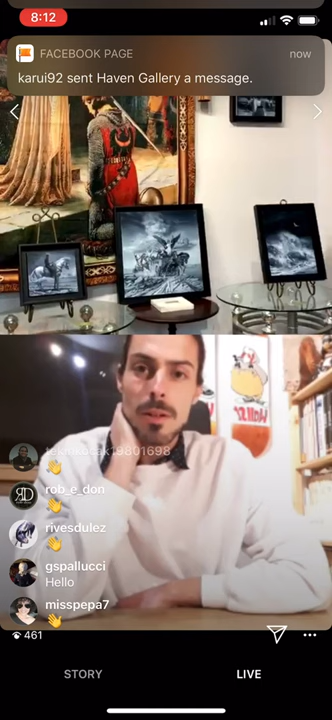 8:12
FACEBOOK PAGE
now
karui92 sent Haven Gallery a message.
👋
rob_e_don
👋
rivesdulez
👋
gspallucci
Hello
misspepa7
👋
461
STORY
LIVE